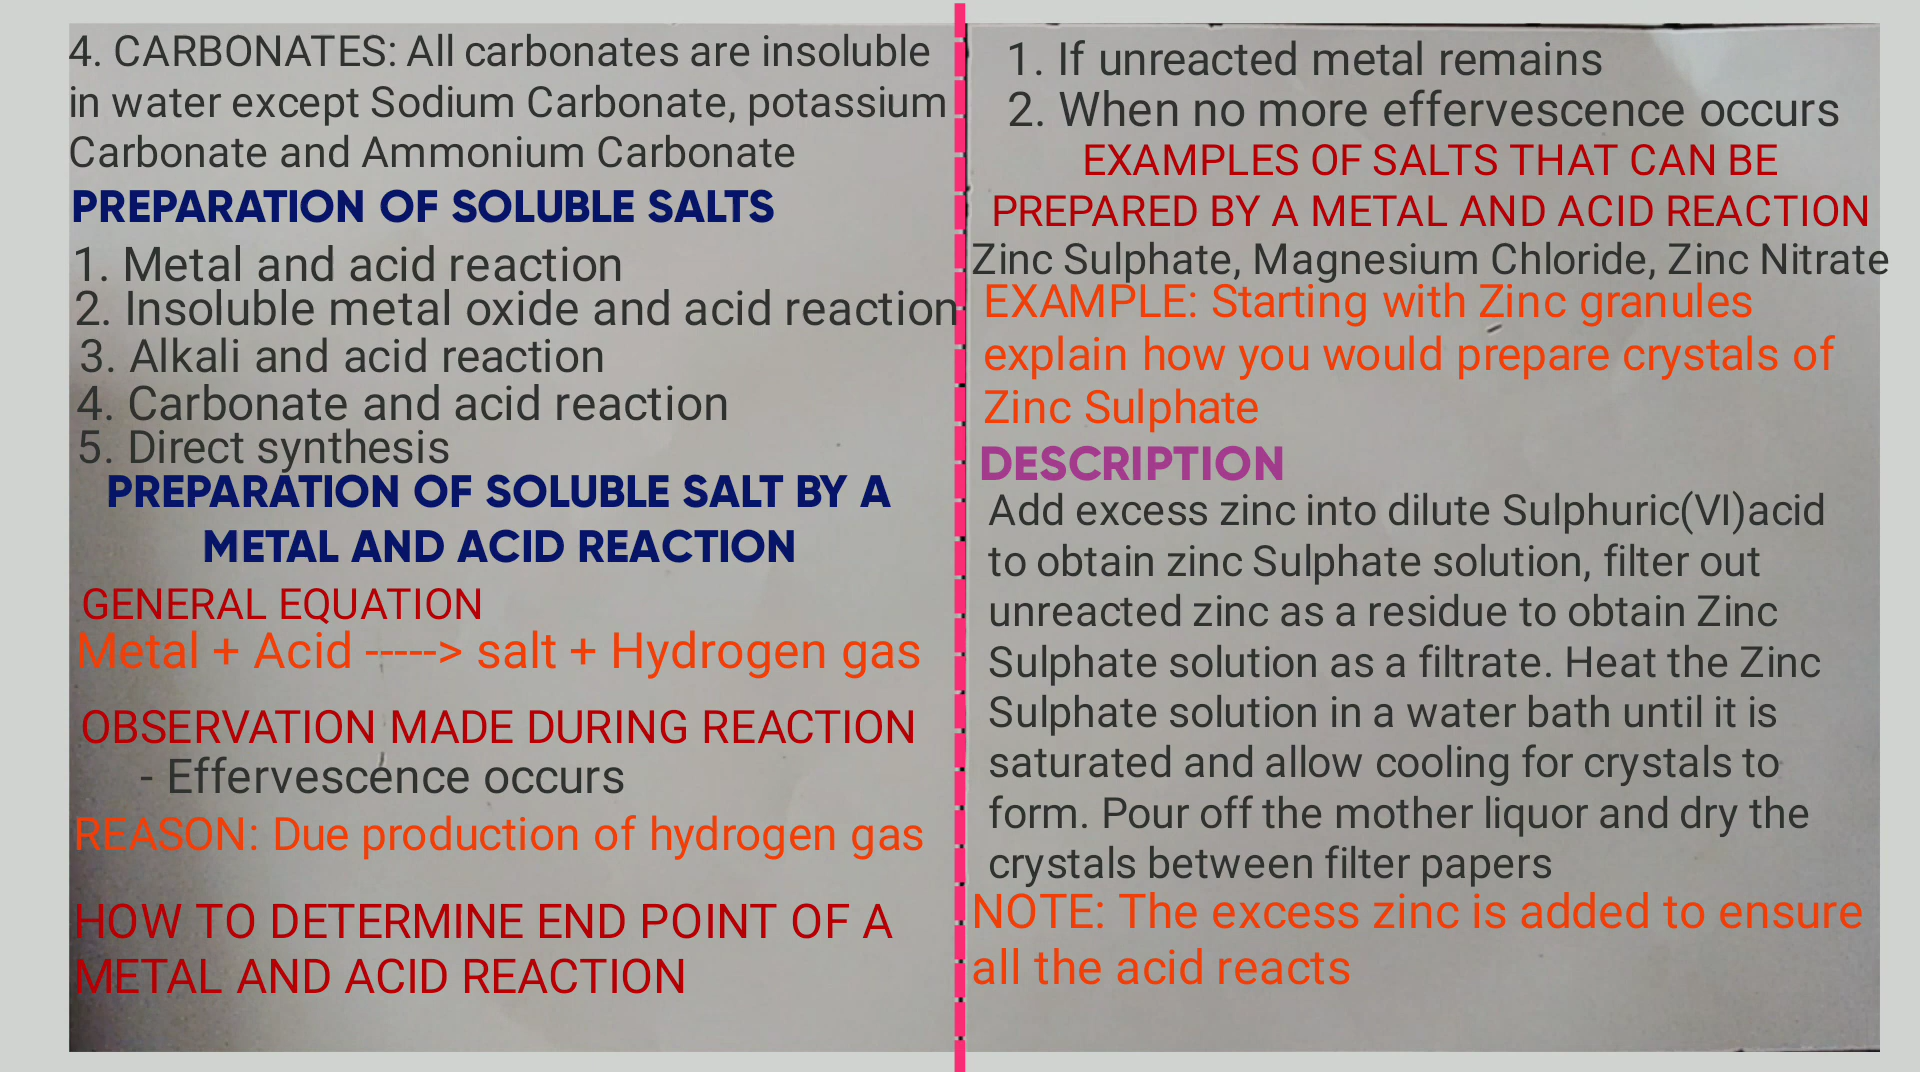 4. CARBONATES: All carbonates are insoluble
in water except Sodium Carbonate, potassium
Carbonate and Ammonium Carbonate
PREPARATION OF SOLUBLE SALTS
1. Metal and acid reaction
2. Insoluble metal oxide and acid reaction
3. Alkali and acid reaction
4. Carbonate and acid reaction
5. Direct synthesis
PREPARATION OF SOLUBLE SALT BY A
METAL AND ACID REACTION
GENERAL EQUATION
Metal + Acid -----> salt + Hydrogen gas
OBSERVATION MADE DURING REACTION
- Effervescence occurs
REASON: Due production of hydrogen gas
HOW TO DETERMINE END POINT OF A
METAL AND ACID REACTION
1. If unreacted metal remains
2. When no more effervescence occurs
EXAMPLES OF SALTS THAT CAN BE
PREPARED BY A METAL AND ACID REACTION
Zinc Sulphate, Magnesium Chloride, Zinc Nitrate
EXAMPLE: Starting with Zinc granules
explain how you would prepare crystals of
Zinc Sulphate
DESCRIPTION
Add excess zinc into dilute Sulphuric(VI)acid
to obtain zinc Sulphate solution, filter out
unreacted zinc as a residue to obtain Zinc
Sulphate solution as a filtrate. Heat the Zinc
Sulphate solution in a water bath until it is
saturated and allow cooling for crystals to
form. Pour off the mother liquor and dry the
crystals between filter papers
NOTE: The excess zinc is added to ensure
all the acid reacts